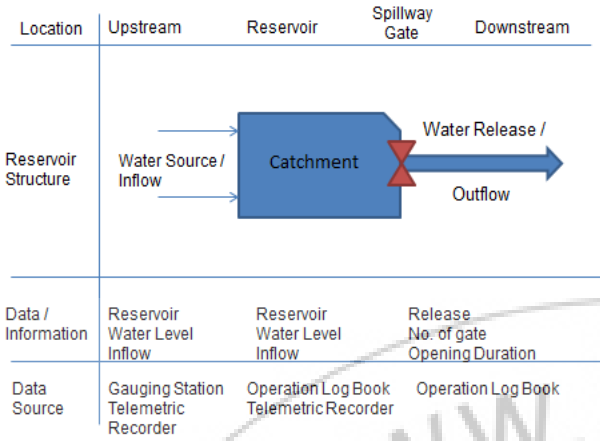 Location
Upstream
Reservoir
Spillway
Gate
Downstream
Reservoir
Structure
Water Source /
Inflow
Catchment
Water Release /
Outflow
Data /
Information
Reservoir
Water Level
Inflow
Reservoir
Water Level
Inflow
Release
No. of gate
Opening Duration
Data
Source
Gauging Station
Telemetric
Recorder
Operation Log Book
Telemetric Recorder
Operation Log Book